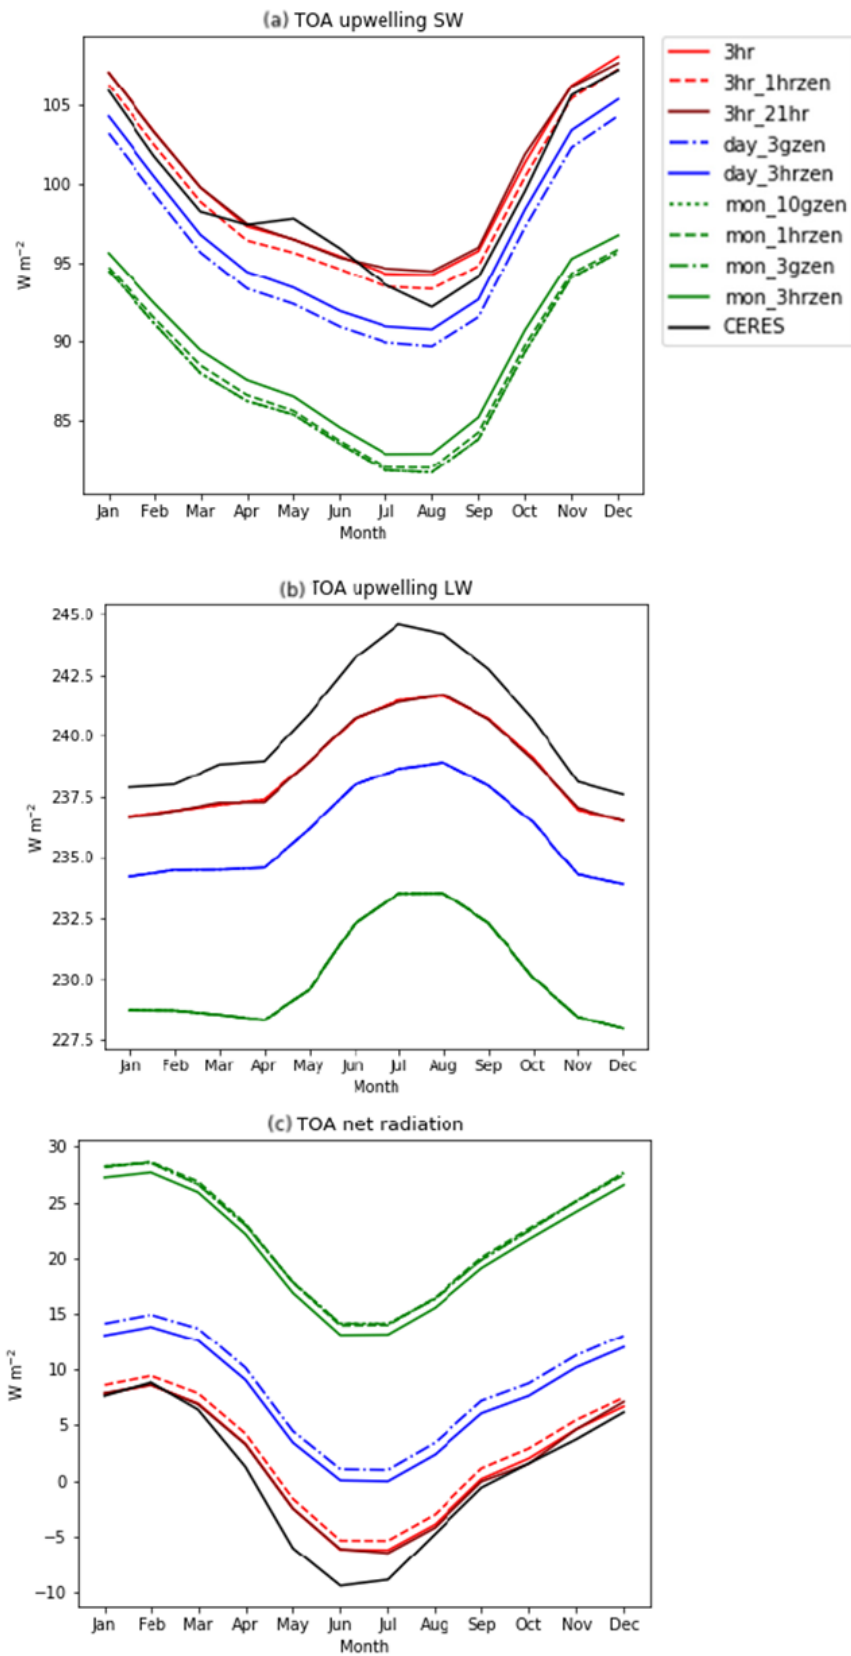 (a) TOA upwelling SW
105
100
95
90
85
W m⁻²
Jan Feb Mar Apr May Jun Jul Aug Sep Oct Nov Dec
Month
3hr
3hr_1hrzen
3hr_21hr
day_3gzen
day_3hrzen
mon_10gzen
mon_1hrzen
mon_3gzen
mon_3hrzen
CERES
(b) TOA upwelling LW
245.0
242.5
240.0
237.5
235.0
232.5
230.0
227.5
W m⁻²
Jan Feb Mar Apr May Jun Jul Aug Sep Oct Nov Dec
Month
(c) TOA net radiation
30
25
20
15
10
5
0
−5
−10
W m⁻²
Jan Feb Mar Apr May Jun Jul Aug Sep Oct Nov Dec
Month